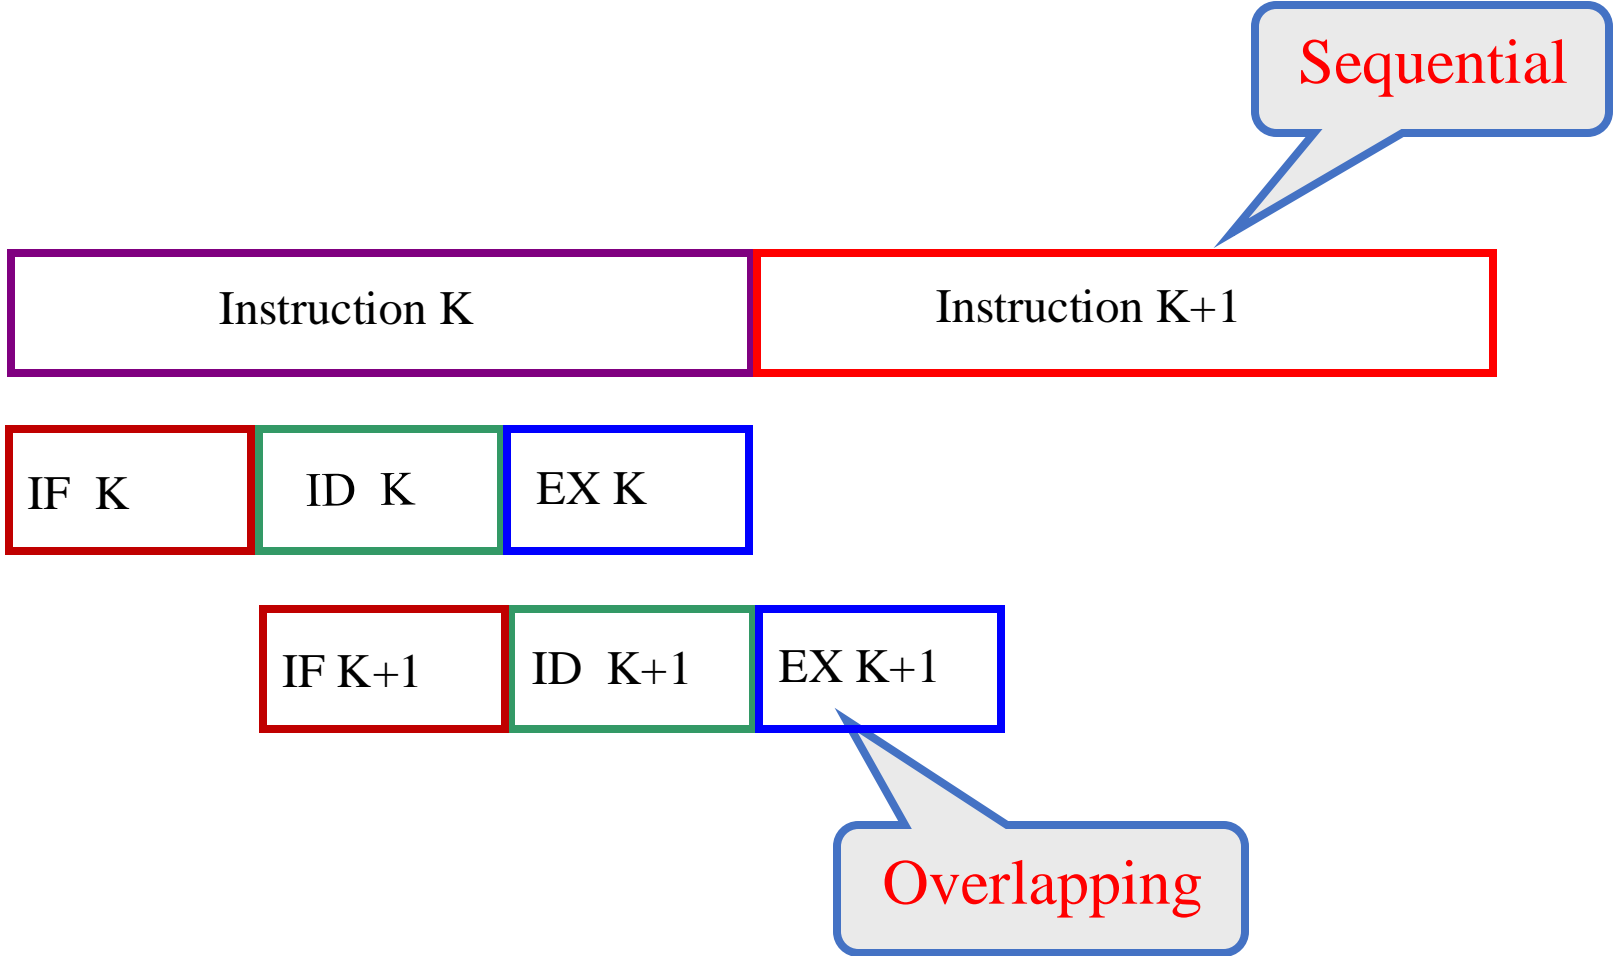 Sequential
Instruction K
Instruction K+1
IF K
ID K
EX K
IF K+1
ID K+1
EX K+1
Overlapping